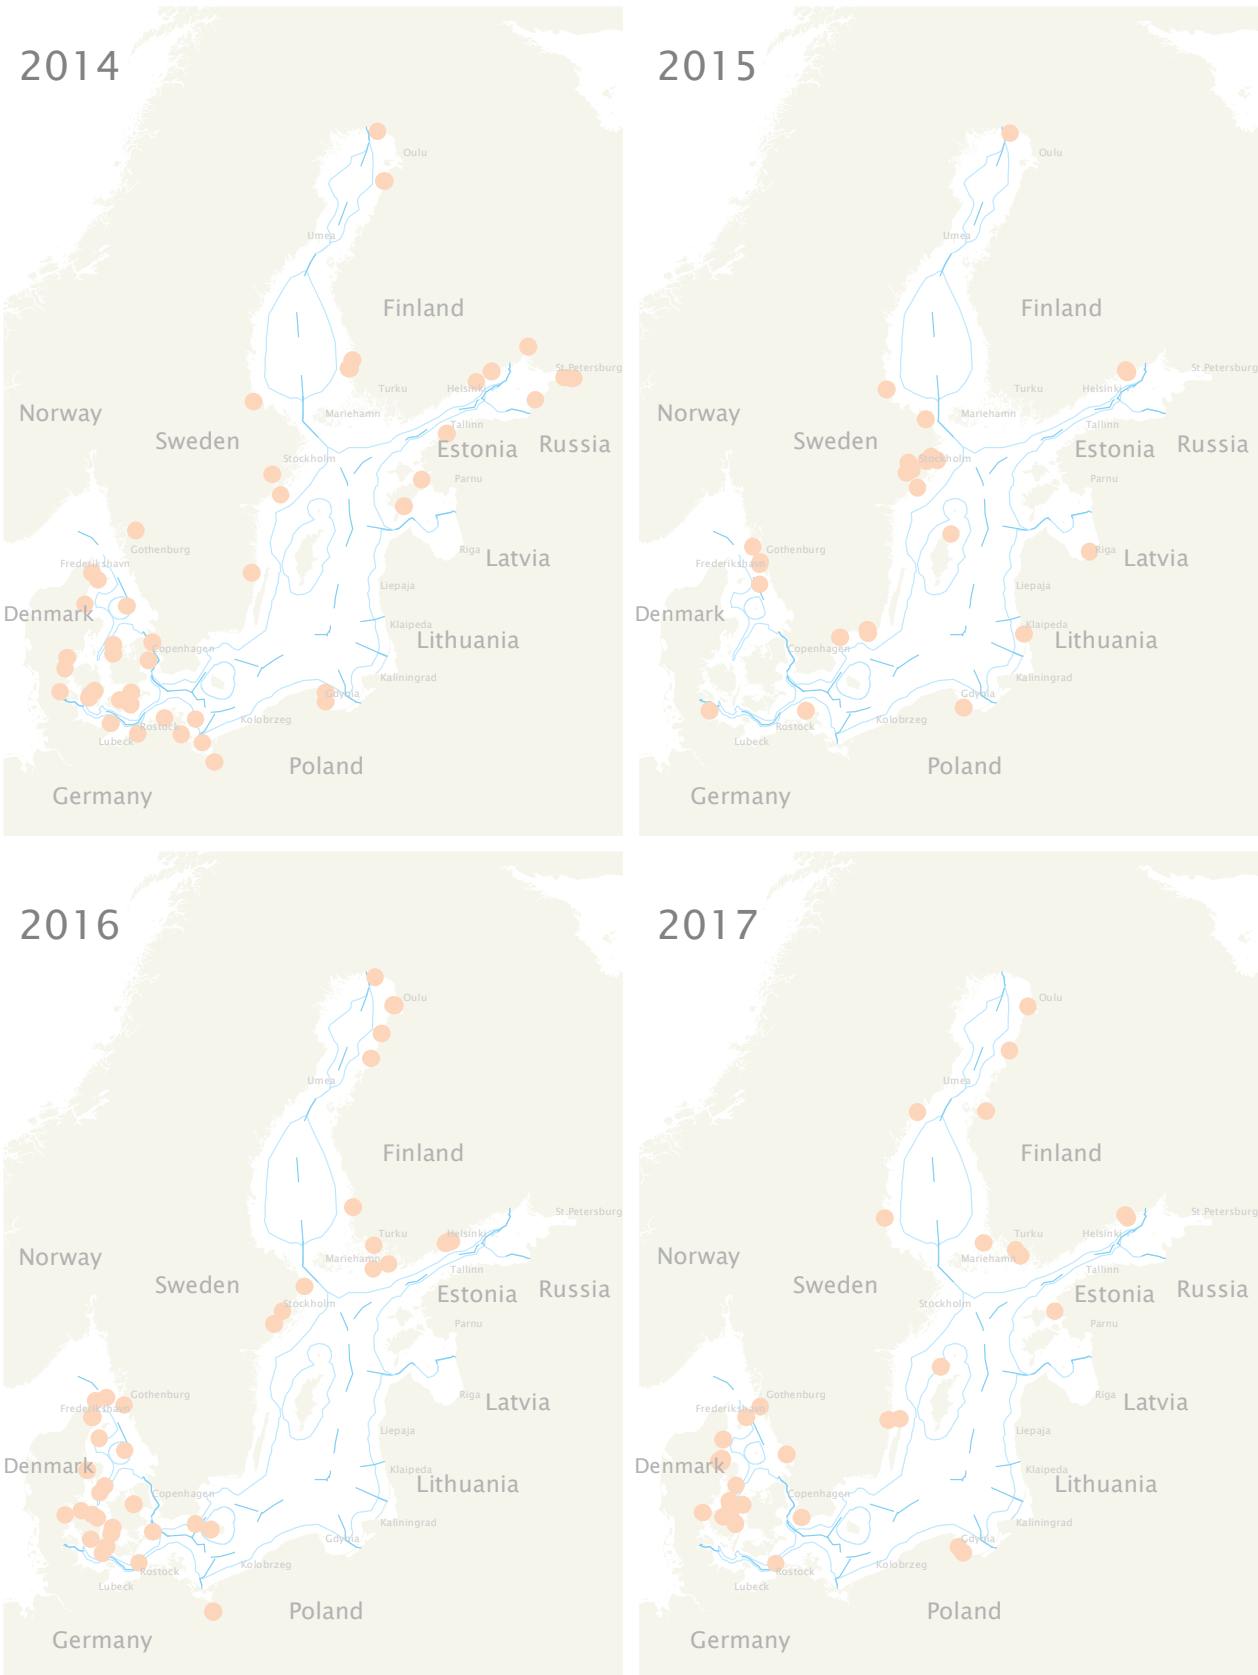 2014
Oulu
Umea
Finland
St.Petersburg
Turku
Helsinki
Norway
Mariehamn
Tallinn
Sweden
Estonia
Russia
Stockholm
Parnu
Gothenburg
Riga
Latvia
Frederikshavn
Liepaja
Denmark
Klaipeda
Lithuania
Copenhagen
Kaliningrad
Gdynia
Kolobrzeg
Rostock
Lubeck
Poland
Germany
2015
Oulu
Umea
Finland
St.Petersburg
Turku
Helsinki
Norway
Mariehamn
Tallinn
Sweden
Estonia
Russia
Stockholm
Parnu
Gothenburg
Riga
Latvia
Frederikshavn
Liepaja
Denmark
Klaipeda
Lithuania
Copenhagen
Kaliningrad
Gdynia
Kolobrzeg
Rostock
Lubeck
Poland
Germany
2016
Oulu
Umea
Finland
St.Petersburg
Turku
Helsinki
Norway
Mariehamn
Tallinn
Sweden
Estonia
Russia
Stockholm
Parnu
Gothenburg
Riga
Latvia
Frederikshavn
Liepaja
Denmark
Klaipeda
Lithuania
Copenhagen
Kaliningrad
Gdynia
Kolobrzeg
Rostock
Lubeck
Poland
Germany
2017
Oulu
Umea
Finland
St.Petersburg
Turku
Helsinki
Norway
Mariehamn
Tallinn
Sweden
Estonia
Russia
Stockholm
Parnu
Gothenburg
Riga
Latvia
Frederikshavn
Liepaja
Denmark
Klaipeda
Lithuania
Copenhagen
Kaliningrad
Gdynia
Kolobrzeg
Rostock
Lubeck
Poland
Germany